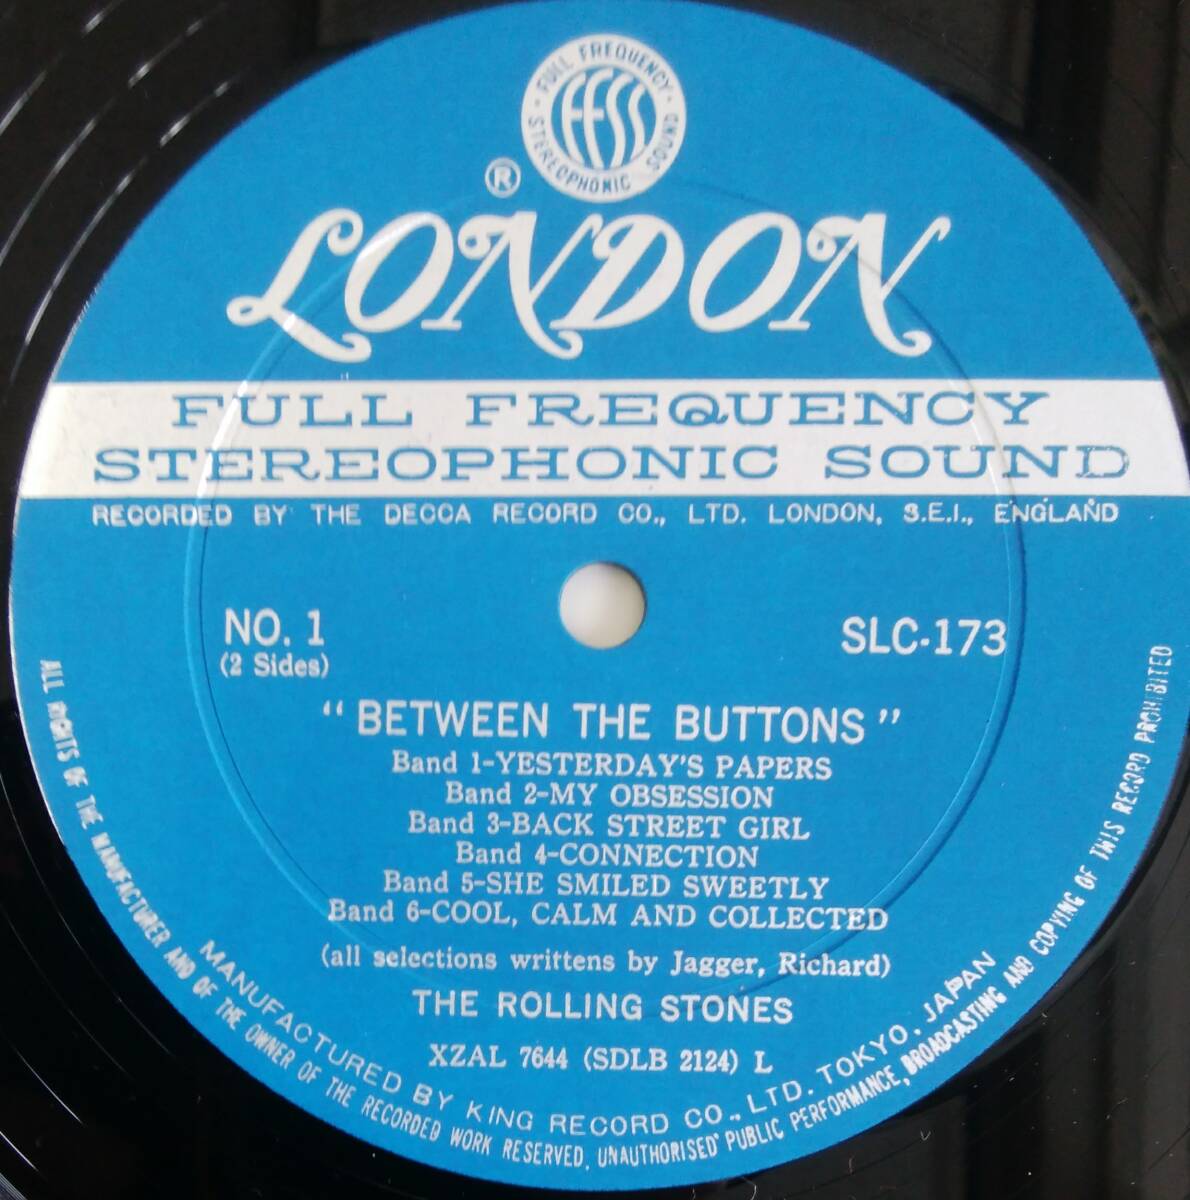 FULL FREQUENCY
STEREOPHONIC SOUND
FFSS
®
LONDON
FULL FREQUENCY
STEREOPHONIC SOUND
RECORDED BY THE DECCA RECORD CO., LTD. LONDON, S.E.I., ENGLAND
NO. 1
(2 Sides)
SLC-173
"BETWEEN THE BUTTONS"
Band 1-YESTERDAY'S PAPERS
Band 2-MY OBSESSION
Band 3-BACK STREET GIRL
Band 4-CONNECTION
Band 5-SHE SMILED SWEETLY
Band 6-COOL, CALM AND COLLECTED
(all selections writtens by Jagger, Richard)
THE ROLLING STONES
XZAL 7644 (SDLB 2124) L
MANUFACTURED BY KING RECORD CO., LTD. TOKYO. JAPAN
ALL RIGHTS OF THE MANUFACTURER AND OF THE OWNER OF THE RECORDED WORK RESERVED, UNAUTHORISED PUBLIC PERFORMANCE, BROADCASTING AND COPYING OF THIS RECORD PROHIBITED